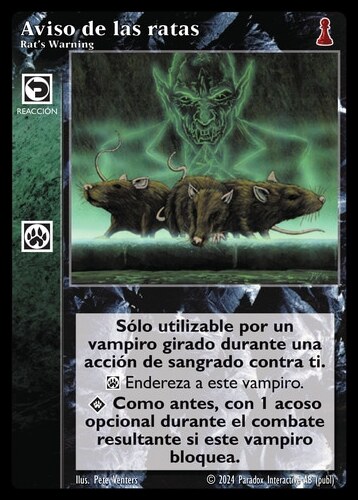 Aviso de las ratas
Rat's Warning
REACCIÓN
Sólo utilizable por un
vampiro girado durante una
acción de sangrado contra ti.
Endereza a este vampiro.
Como antes, con 1 acoso
opcional durante el combate
resultante si este vampiro
bloquea.
Ilus. Pete Venters © 2024 Paradox Interactive AB (publ)